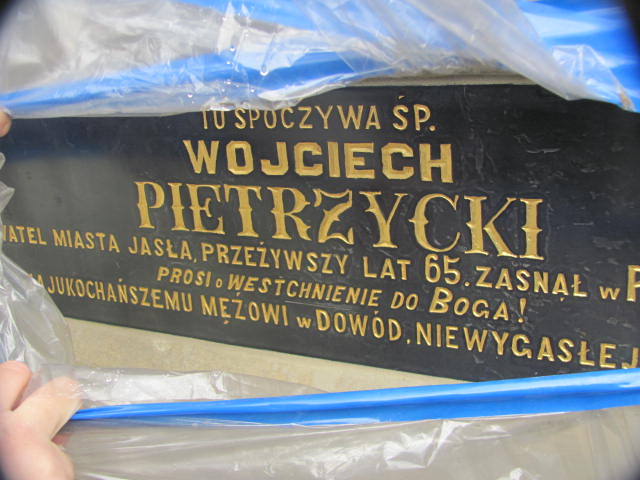 TU SPOCZYWA ŚP.
WOJCIECH
PIETRZYCKI
WATEL MIASTA JASŁA, PRZEŻYWSZY LAT 65. ZASNĄŁ w P
PROSI o WESTCHNIENIE DO BOGA!
AJUKOCHAŃSZEMU MĘŻOWI w DOWÓD, NIEWYGASŁEJ